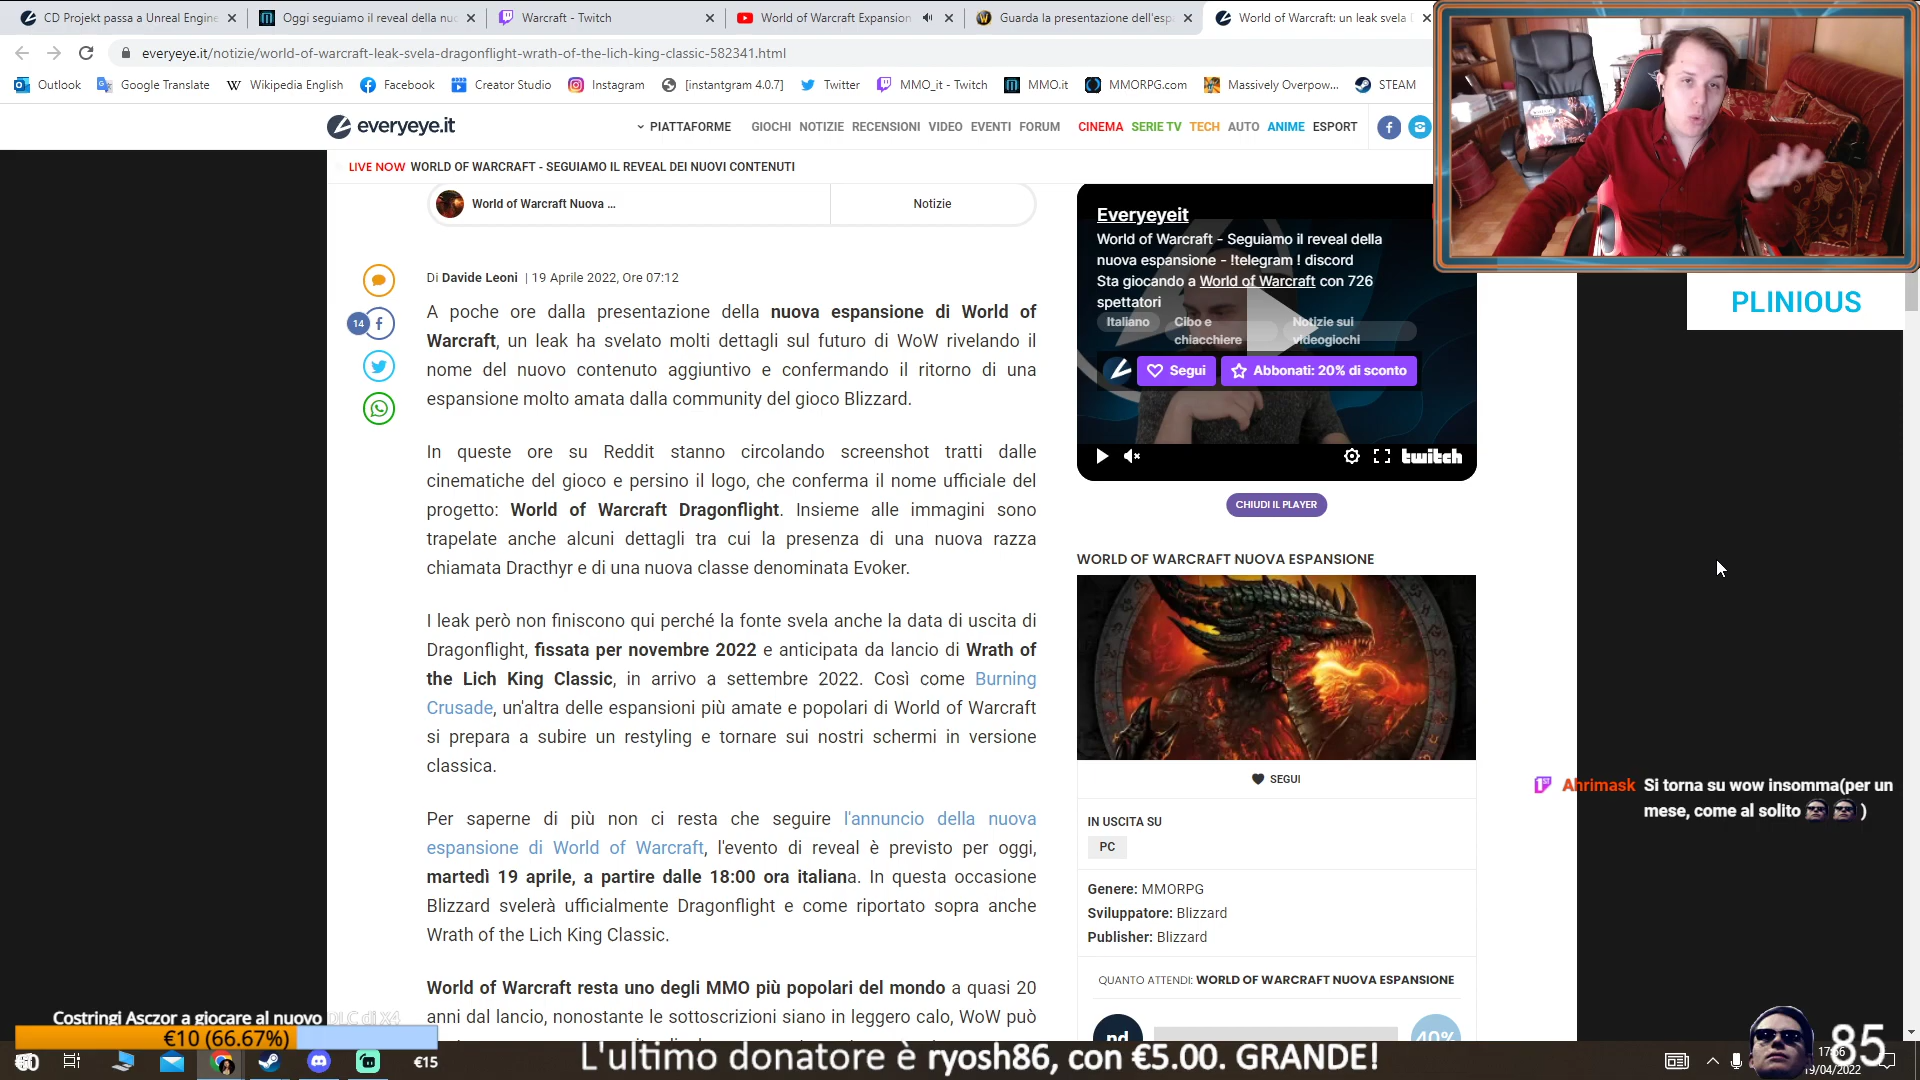 CD Projekt passa a Unreal Engine
Oggi seguiamo il reveal della nuo
Warcraft - Twitch
World of Warcraft Expansion
Guarda la presentazione dell'espa
World of Warcraft: un leak svela
everyeye.it/notizie/world-of-warcraft-leak-svela-dragonflight-wrath-of-the-lich-king-classic-582341.html
Outlook
Google Translate
Wikipedia English
Facebook
Creator Studio
Instagram
[instantgram 4.0.7]
Twitter
MMO_it - Twitch
MMO.it
MMORPG.com
Massively Overpow...
STEAM
everyeye.it
PIATTAFORME GIOCHI NOTIZIE RECENSIONI VIDEO EVENTI FORUM CINEMA SERIE TV TECH AUTO ANIME ESPORT
LIVE NOW WORLD OF WARCRAFT - SEGUIAMO IL REVEAL DEI NUOVI CONTENUTI
World of Warcraft Nuova ...
Notizie
Di Davide Leoni | 19 Aprile 2022, Ore 07:12
14
A poche ore dalla presentazione della nuova espansione di World of
Warcraft, un leak ha svelato molti dettagli sul futuro di WoW rivelando il
nome del nuovo contenuto aggiuntivo e confermando il ritorno di una
espansione molto amata dalla community del gioco Blizzard.
In queste ore su Reddit stanno circolando screenshot tratti dalle
cinematiche del gioco e persino il logo, che conferma il nome ufficiale del
progetto: World of Warcraft Dragonflight. Insieme alle immagini sono
trapelate anche alcuni dettagli tra cui la presenza di una nuova razza
chiamata Dracthyr e di una nuova classe denominata Evoker.
I leak però non finiscono qui perché la fonte svela anche la data di uscita di
Dragonflight, fissata per novembre 2022 e anticipata da lancio di Wrath of
the Lich King Classic, in arrivo a settembre 2022. Così come Burning
Crusade, un'altra delle espansioni più amate e popolari di World of Warcraft
si prepara a subire un restyling e tornare sui nostri schermi in versione
classica.
Per saperne di più non ci resta che seguire l'annuncio della nuova
espansione di World of Warcraft, l'evento di reveal è previsto per oggi,
martedì 19 aprile, a partire dalle 18:00 ora italiana. In questa occasione
Blizzard svelerà ufficialmente Dragonflight e come riportato sopra anche
Wrath of the Lich King Classic.
World of Warcraft resta uno degli MMO più popolari del mondo a quasi 20
anni dal lancio, nonostante le sottoscrizioni siano in leggero calo, WoW può
Everyeyeit
World of Warcraft - Seguiamo il reveal della
nuova espansione - !telegram ! discord
Sta giocando a World of Warcraft con 726
spettatori
Italiano
Cibo e
chiacchiere
Notizie sui
videogiochi
Segui
Abbonati: 20% di sconto
twitch
CHIUDI IL PLAYER
WORLD OF WARCRAFT NUOVA ESPANSIONE
SEGUI
IN USCITA SU
PC
Genere: MMORPG
Sviluppatore: Blizzard
Publisher: Blizzard
QUANTO ATTENDI: WORLD OF WARCRAFT NUOVA ESPANSIONE
nd
40%
PLINIOUS
Ahrimask Si torna su wow insomma(per un
mese, come al solito )
Costringi Asczor a giocare al nuovo DLC di X4
€10 (66.67%)
€0
€15
L'ultimo donatore è ryosh86, con €5.00. GRANDE!
85
19/04/2022